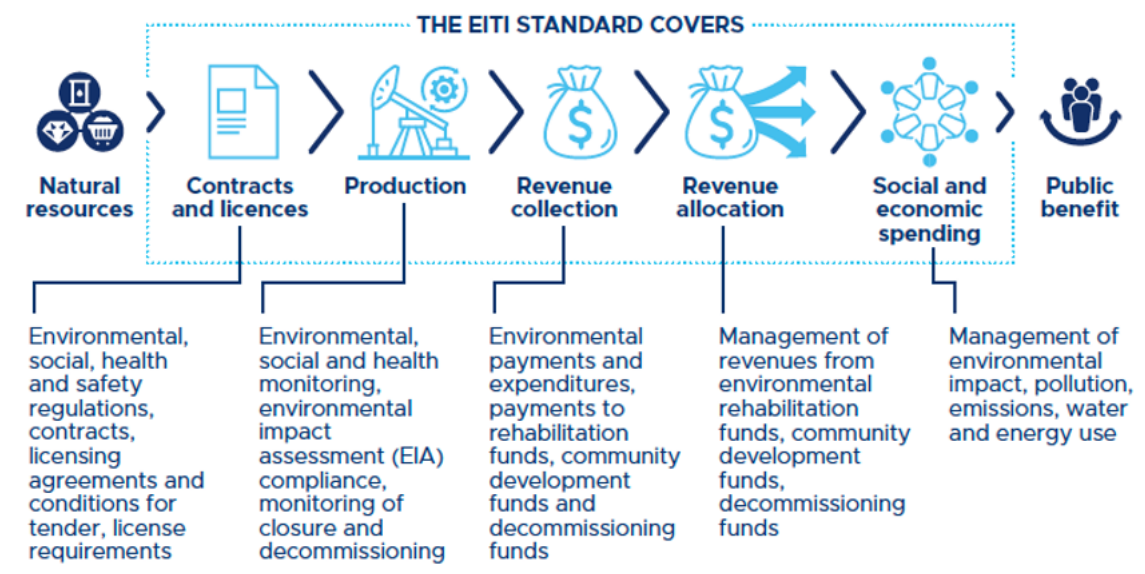 THE EITI STANDARD COVERS
Natural
resources
Contracts
and licences
Production
Revenue
collection
Revenue
allocation
Social and
economic
spending
Public
benefit
Environmental,
social, health
and safety
regulations,
contracts,
licensing
agreements and
conditions for
tender, license
requirements
Environmental,
social and health
monitoring,
environmental
impact
assessment (EIA)
compliance,
monitoring of
closure and
decommissioning
Environmental
payments and
expenditures,
payments to
rehabilitation
funds, community
development
funds and
decommissioning
funds
Management of
revenues from
environmental
rehabilitation
funds, community
development
funds,
decommissioning
funds
Management of
environmental
impact, pollution,
emissions, water
and energy use